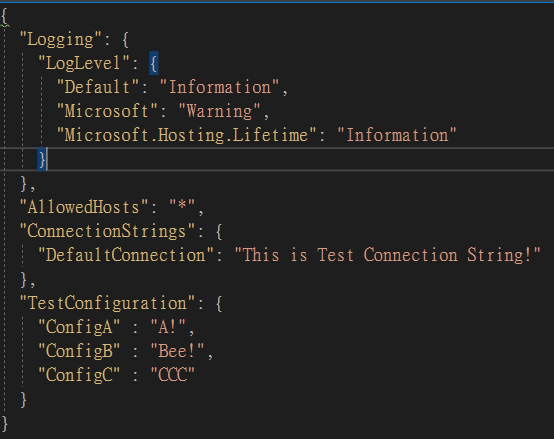 {
"Logging": {
"LogLevel": {
"Default": "Information",
"Microsoft": "Warning",
"Microsoft.Hosting.Lifetime": "Information"
}
},
"AllowedHosts": "*",
"ConnectionStrings": {
"DefaultConnection": "This is Test Connection String!"
},
"TestConfiguration": {
"ConfigA" : "A!",
"ConfigB" : "Bee!",
"ConfigC" : "CCC"
}
}